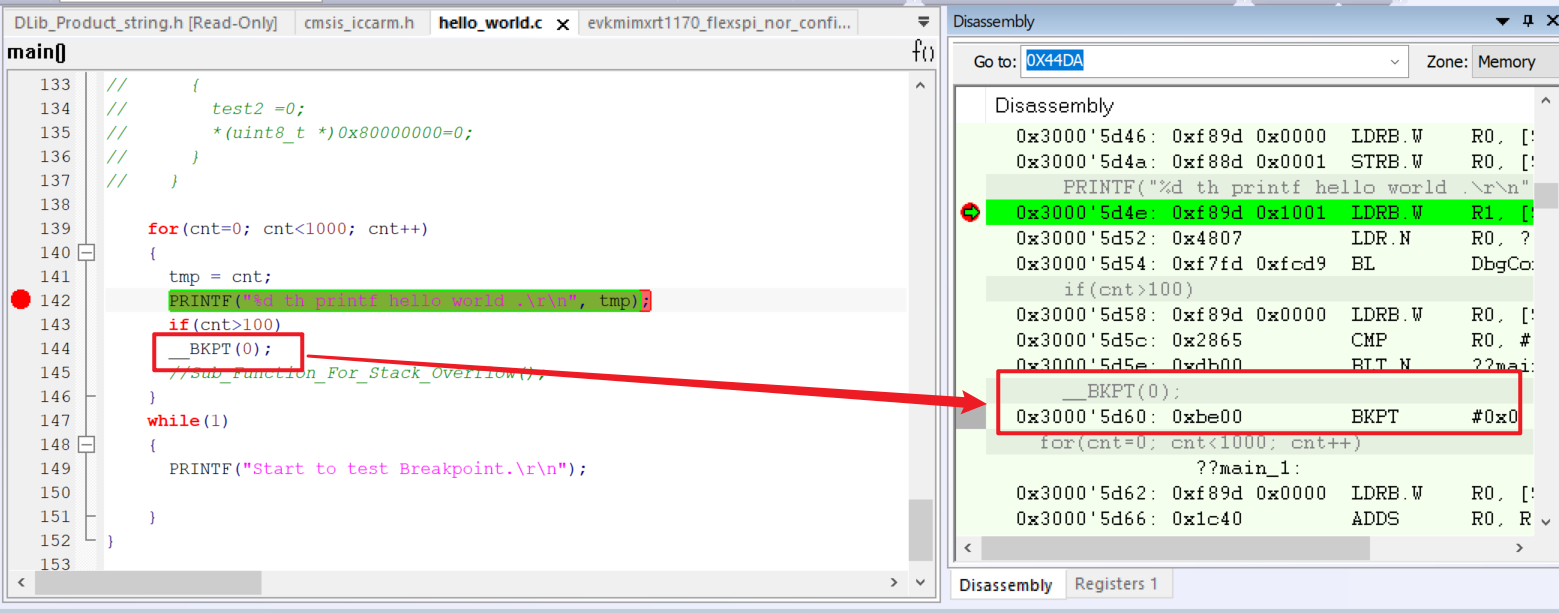 DLib_Product_string.h [Read-Only] cmsis_iccarm.h hello_world.c evkmimxrt1170_flexspi_nor_confi...
main()
f()
133 // {
134 // test2 =0;
135 // *(uint8_t *)0x80000000=0;
136 // }
137 // }
138
139 for(cnt=0; cnt<1000; cnt++)
140 {
141 tmp = cnt;
142 PRINTF("%d th printf hello world .\r\n", tmp);
143 if(cnt>100)
144 __BKPT(0);
145 //Sub_Function_For_Stack_Overflow();
146 }
147 while(1)
148 {
149 PRINTF("Start to test Breakpoint.\r\n");
150
151 }
152 }
153
Disassembly
Go to: 0X44DA Zone: Memory
Disassembly
0x3000'5d46: 0xf89d 0x0000 LDRB.W R0, [
0x3000'5d4a: 0xf88d 0x0001 STRB.W R0, [
PRINTF("%d th printf hello world .\r\n"
0x3000'5d4e: 0xf89d 0x1001 LDRB.W R1, [
0x3000'5d52: 0x4807 LDR.N R0, ?
0x3000'5d54: 0xf7fd 0xfcd9 BL DbgCo
if(cnt>100)
0x3000'5d58: 0xf89d 0x0000 LDRB.W R0, [
0x3000'5d5c: 0x2865 CMP R0, #
0x3000'5d5e: 0xdb00 BLT.N ??mai
__BKPT(0);
0x3000'5d60: 0xbe00 BKPT #0x0
for(cnt=0; cnt<1000; cnt++)
??main_1:
0x3000'5d62: 0xf89d 0x0000 LDRB.W R0, [
0x3000'5d66: 0x1c40 ADDS R0, R
Disassembly Registers 1